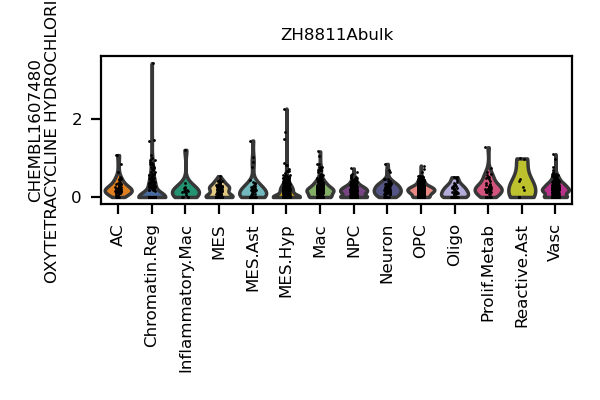 ZH8811Abulk
CHEMBL1607480
OXYTETRACYCLINE HYDROCHLORI
2
0
AC
Chromatin.Reg
Inflammatory.Mac
MES
MES.Ast
MES.Hyp
Mac
NPC
Neuron
OPC
Oligo
Prolif.Metab
Reactive.Ast
Vasc